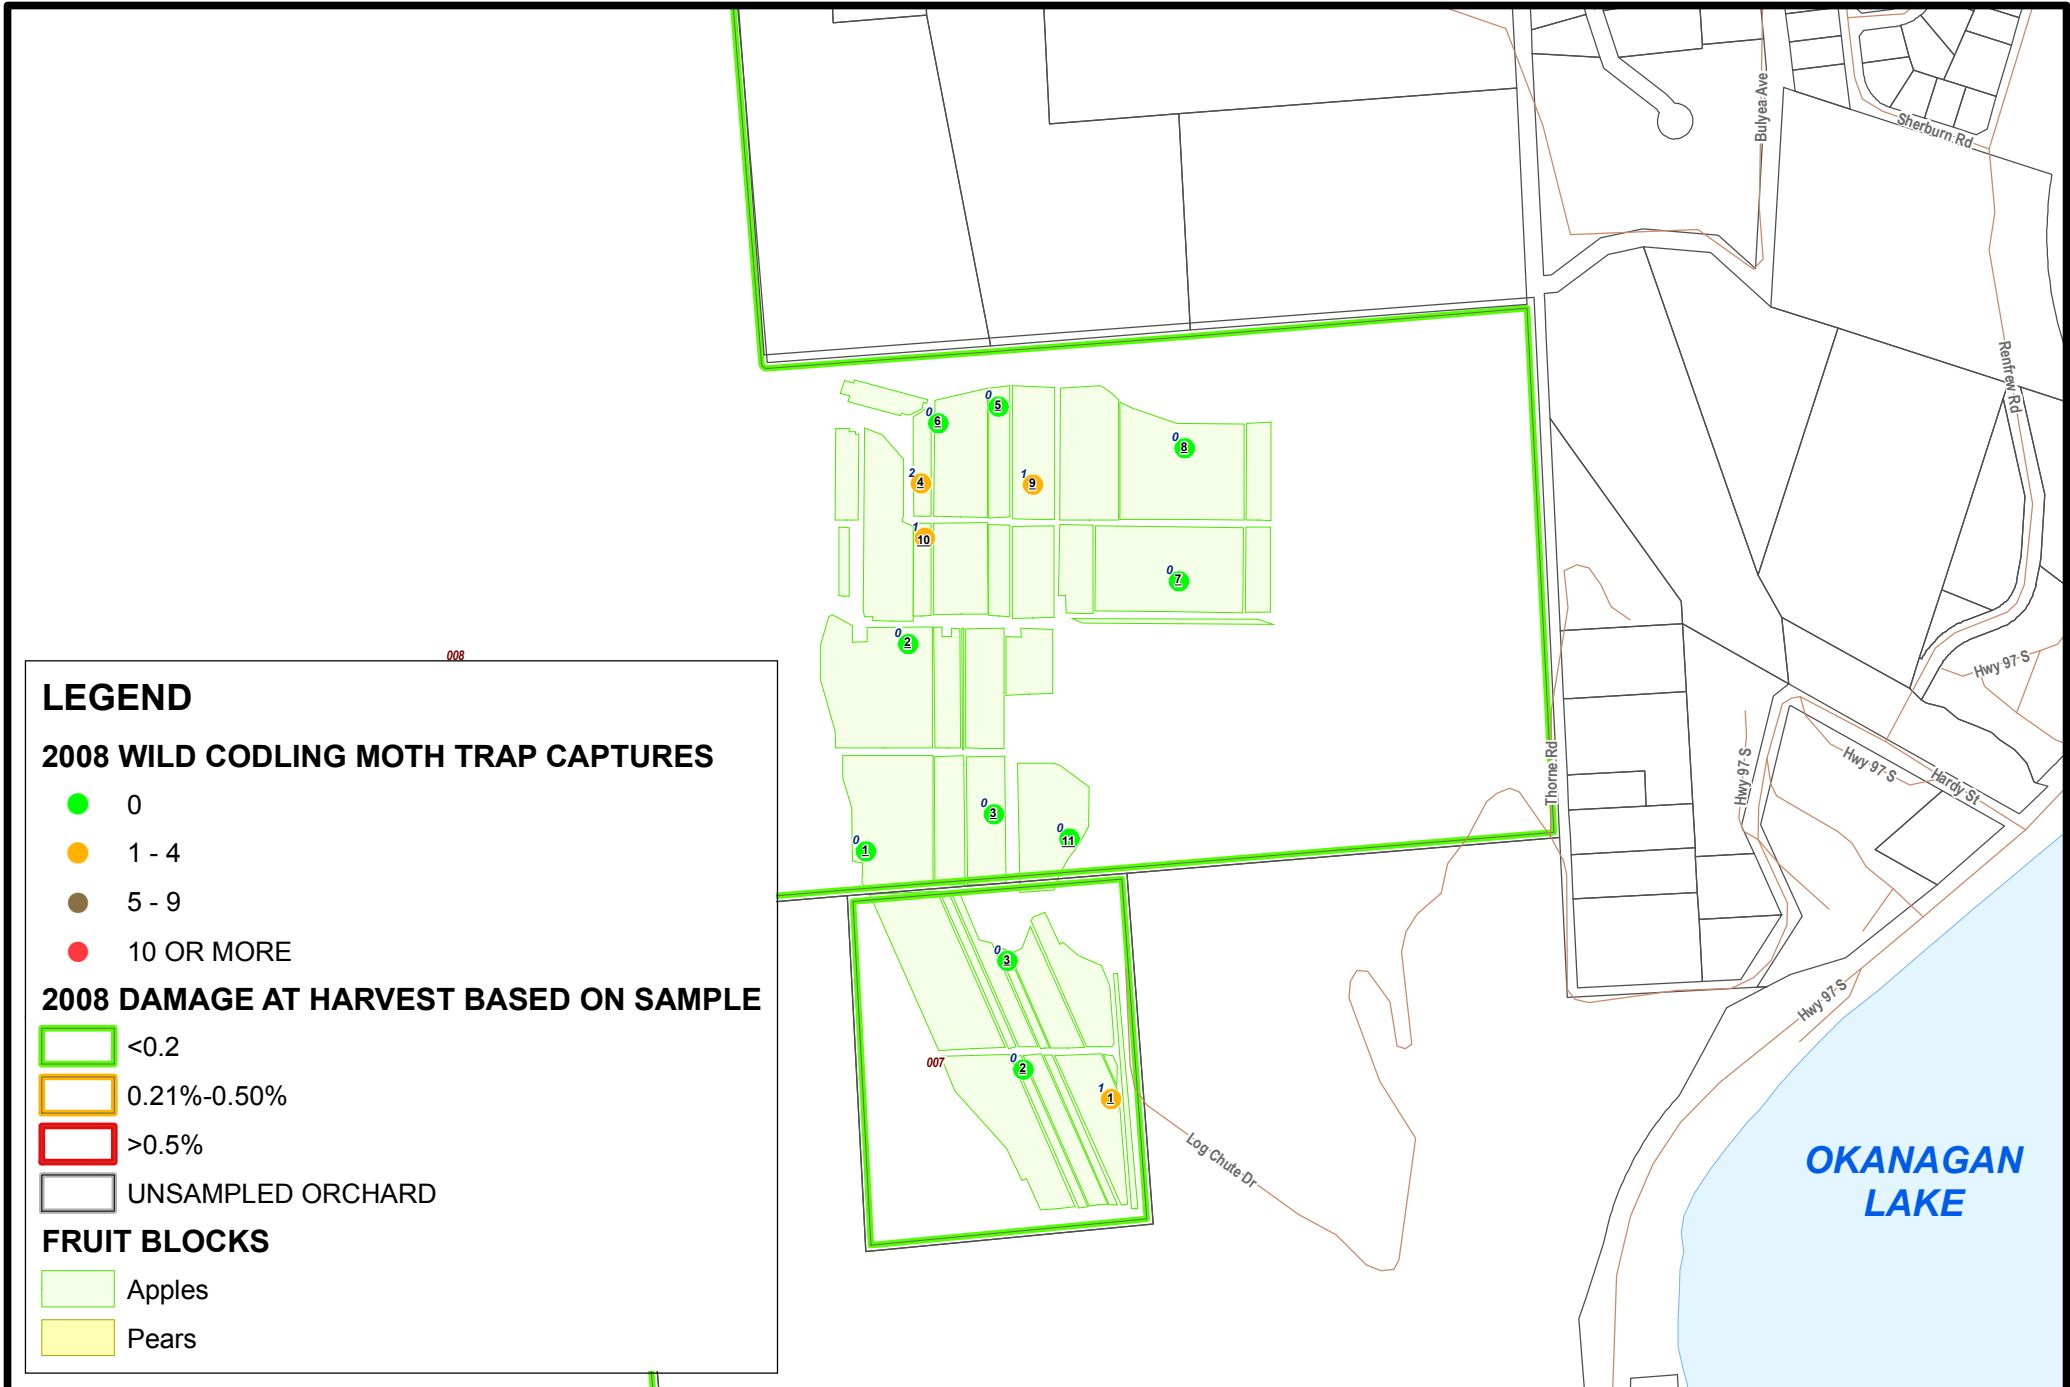 Bulyea Ave
Sherburn Rd
Renfrew Rd
0
5
0
6
0
8
2
4
1
9
1
10
0
7
0
2
008
Hwy 97 S
LEGEND
2008 WILD CODLING MOTH TRAP CAPTURES
0
1 - 4
5 - 9
10 OR MORE
2008 DAMAGE AT HARVEST BASED ON SAMPLE
<0.2
0.21%-0.50%
>0.5%
UNSAMPLED ORCHARD
FRUIT BLOCKS
Apples
Pears
Thorne Rd
Hwy 97 S
Hwy 97 S
Hardy St
0
3
0
11
0
1
0
3
007
0
2
1
1
Hwy 97 S
Log Chute Dr
OKANAGAN
LAKE